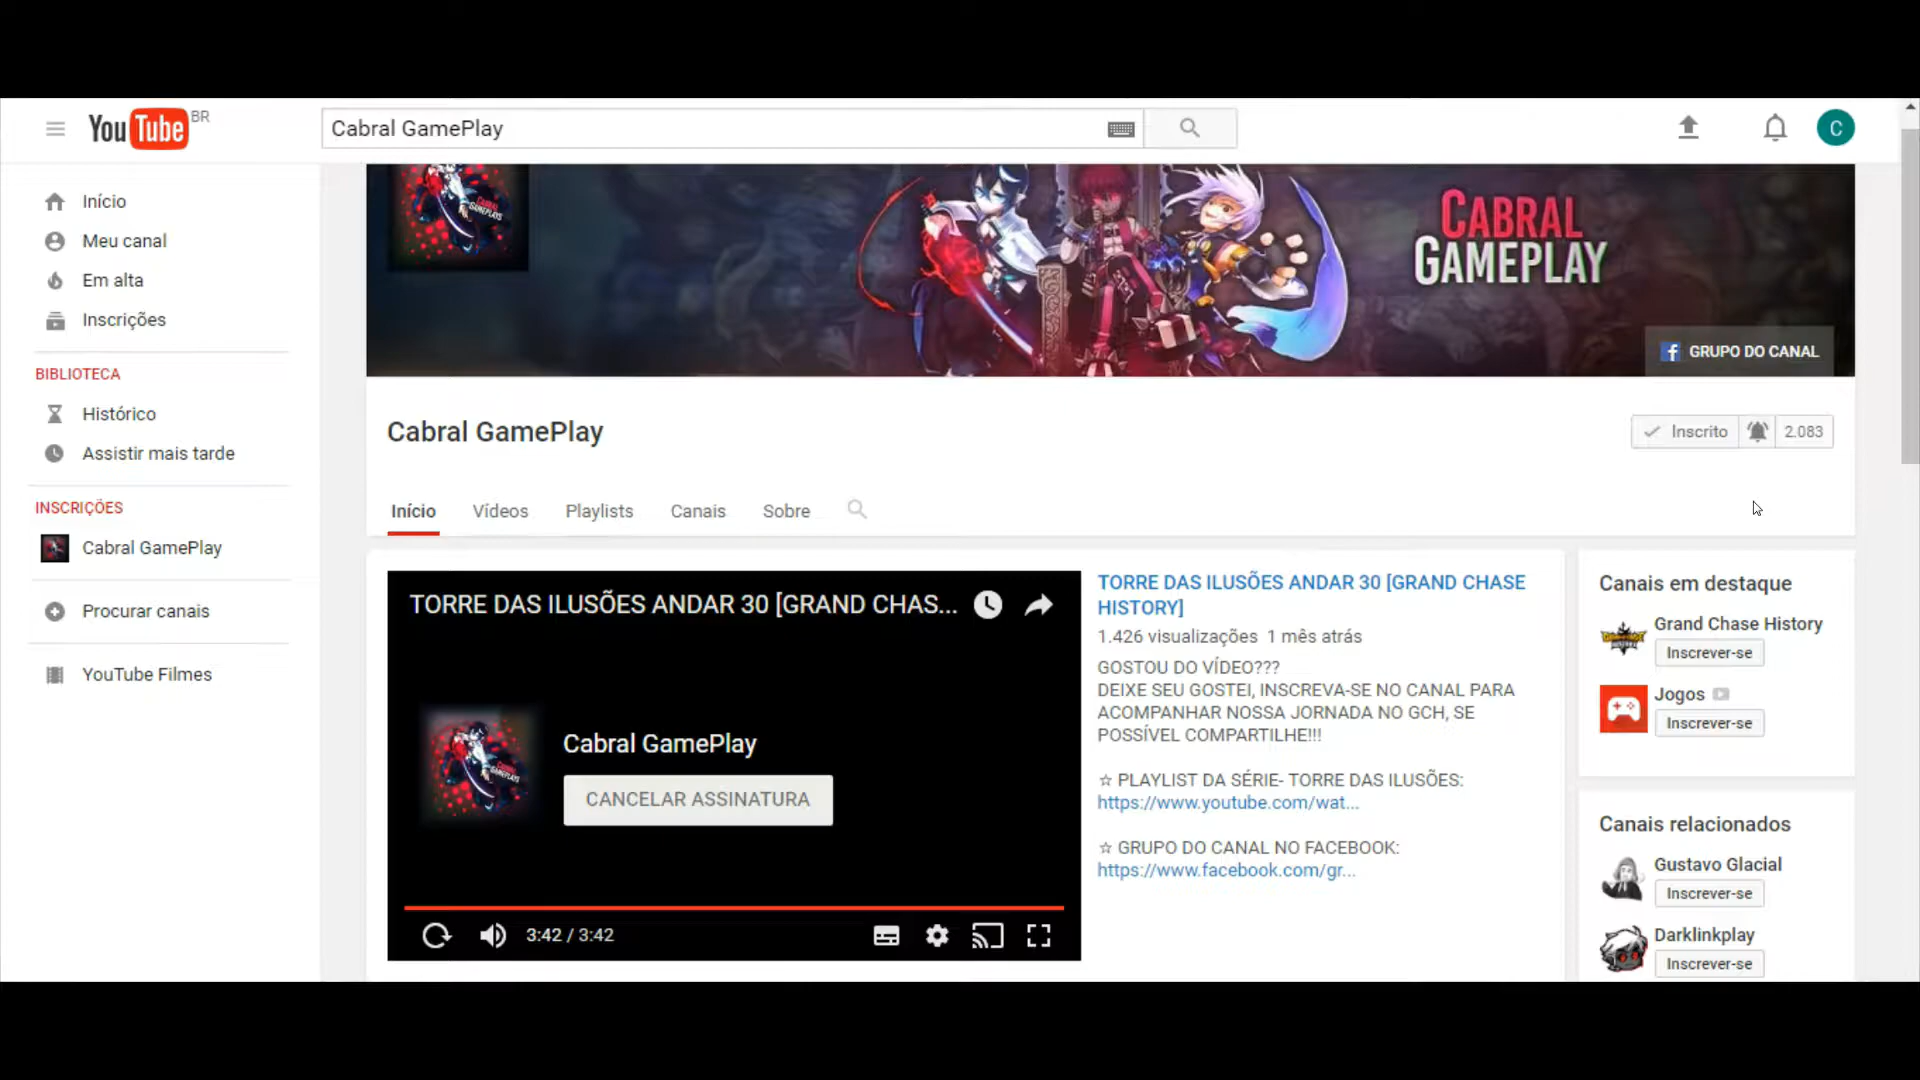 YouTube BR
Cabral GamePlay
C
Início
Meu canal
Em alta
Inscrições
BIBLIOTECA
Histórico
Assistir mais tarde
INSCRIÇÕES
Cabral GamePlay
Procurar canais
YouTube Filmes
CABRAL
GAMEPLAYS
CABRAL
GAMEPLAY
GRUPO DO CANAL
Cabral GamePlay
Inscrito 2.083
Início Vídeos Playlists Canais Sobre
TORRE DAS ILUSÕES ANDAR 30 [GRAND CHAS...
Cabral GamePlay
CANCELAR ASSINATURA
CABRAL
GAMEPLAYS
3:42 / 3:42
TORRE DAS ILUSÕES ANDAR 30 [GRAND CHASE
HISTORY]
1.426 visualizações 1 mês atrás
GOSTOU DO VÍDEO???
DEIXE SEU GOSTEI, INSCREVA-SE NO CANAL PARA
ACOMPANHAR NOSSA JORNADA NO GCH, SE
POSSÍVEL COMPARTILHE!!!
☆ PLAYLIST DA SÉRIE- TORRE DAS ILUSÕES:
https://www.youtube.com/wat...
☆ GRUPO DO CANAL NO FACEBOOK:
https://www.facebook.com/gr...
Canais em destaque
Grand Chase History
Inscrever-se
Jogos
Inscrever-se
Canais relacionados
Gustavo Glacial
Inscrever-se
Darklinkplay
Inscrever-se